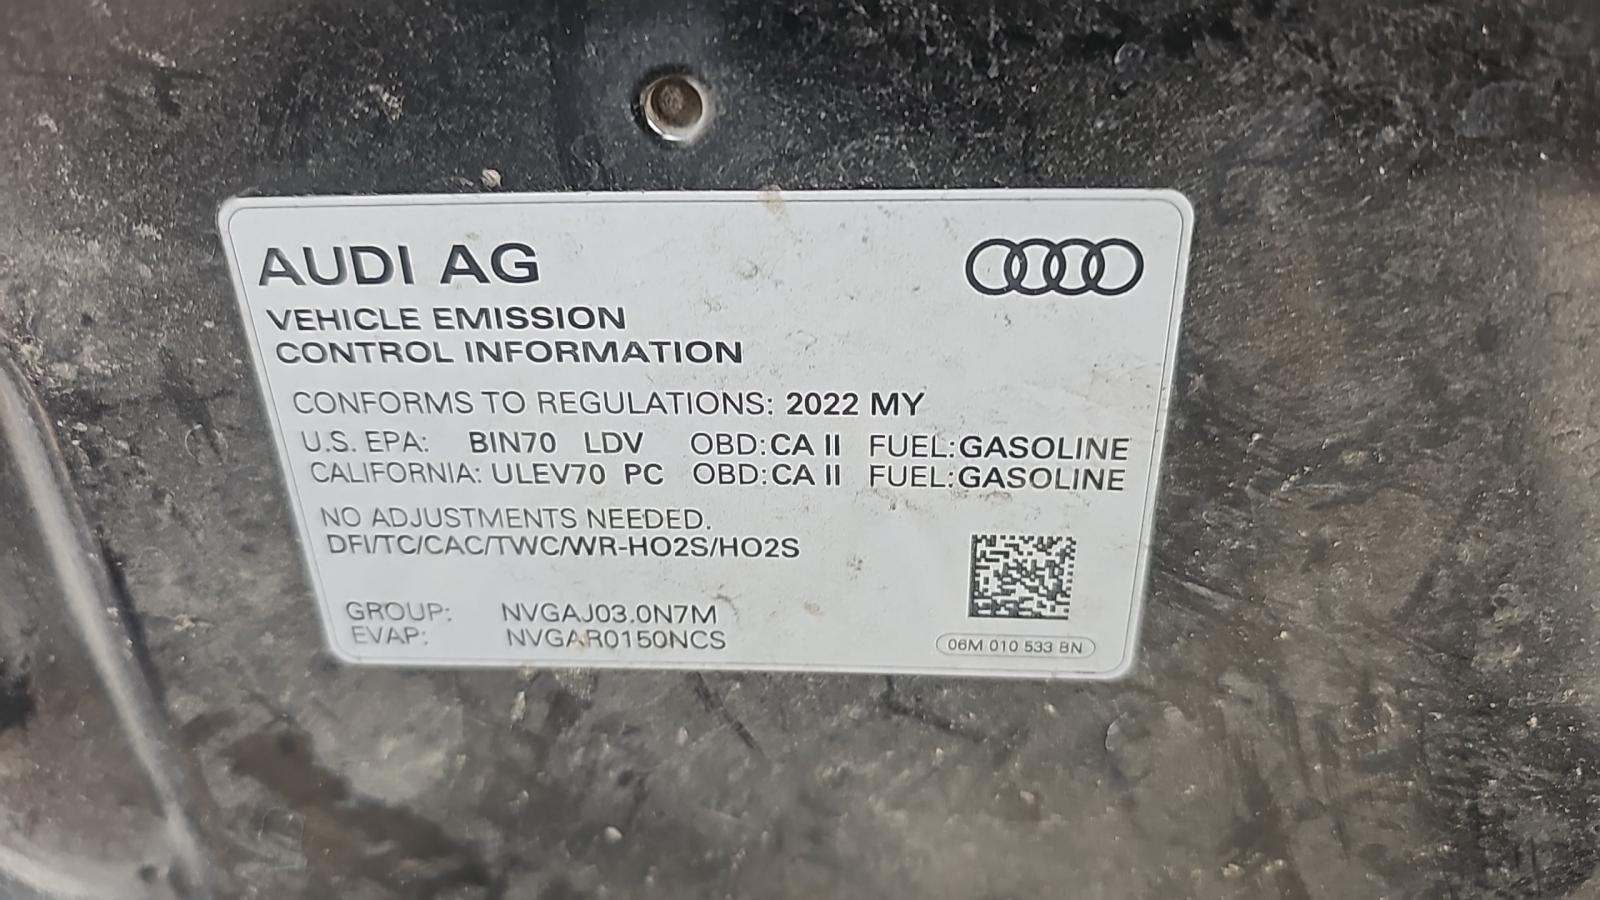 AUDI AG
VEHICLE EMISSION
CONTROL INFORMATION
CONFORMS TO REGULATIONS: 2022 MY
U.S. EPA: BIN70 LDV OBD:CA II FUEL:GASOLINE
CALIFORNIA: ULEV70 PC OBD:CA II FUEL:GASOLINE
NO ADJUSTMENTS NEEDED.
DFI/TC/CAC/TWC/WR-HO2S/HO2S
GROUP: NVGAJ03.0N7M
EVAP: NVGAR0150NCS
06M 010 533 BN